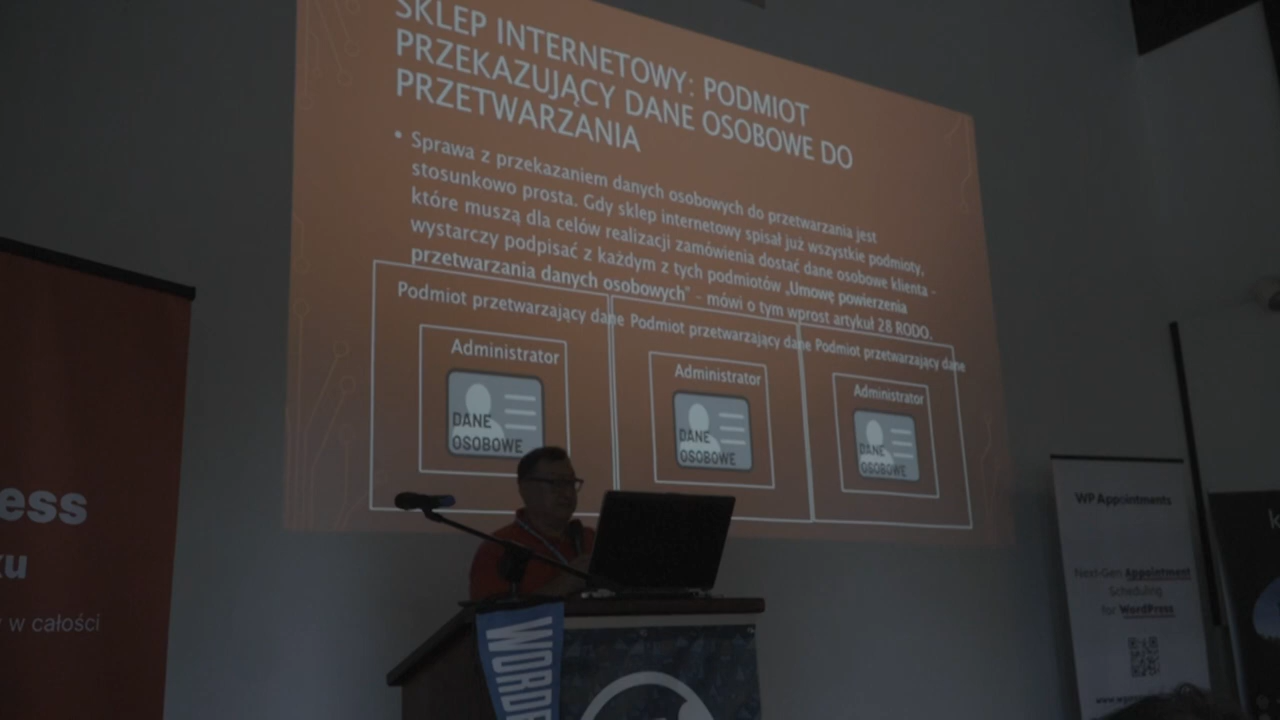 SKLEP INTERNETOWY: PODMIOT
PRZEKAZUJĄCY DANE OSOBOWE DO
PRZETWARZANIA
• Sprawa z przekazaniem danych osobowych do przetwarzania jest
stosunkowo prosta. Gdy sklep internetowy spisał już wszystkie podmioty,
które muszą dla celów realizacji zamówienia dostać dane osobowe klienta –
wystarczy podpisać z każdym z tych podmiotów „Umowę powierzenia
przetwarzania danych osobowych" – mówi o tym wprost artykuł 28 RODO.
Podmiot przetwarzający dane
Administrator
DANE
OSOBOWE
Podmiot przetwarzający dane
Administrator
DANE
OSOBOWE
Podmiot przetwarzający dane
Administrator
DANE
OSOBOWE
ess
ku
w całości
WORD
WP Appointments
Next-Gen Appointment
Scheduling
for WordPress
K